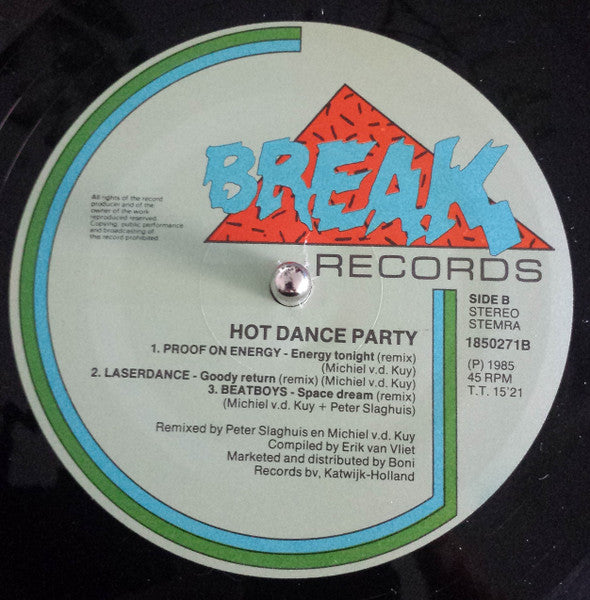 BREAK
RECORDS
All rights of the record
producer and of the
owner of the work
reproduced reserved.
Copying, public performance
and broadcasting of
this record prohibited.
SIDE B
STEREO
STEMRA
1850271B
(P) 1985
45 RPM
T.T. 15'21
HOT DANCE PARTY
1. PROOF ON ENERGY - Energy tonight (remix)
(Michiel v.d. Kuy)
2. LASERDANCE - Goody return (remix) (Michiel v.d. Kuy)
3. BEATBOYS - Space dream (remix)
(Michiel v.d. Kuy + Peter Slaghuis)
Remixed by Peter Slaghuis en Michiel v.d. Kuy
Compiled by Erik van Vliet
Marketed and distributed by Boni
Records bv, Katwijk-Holland